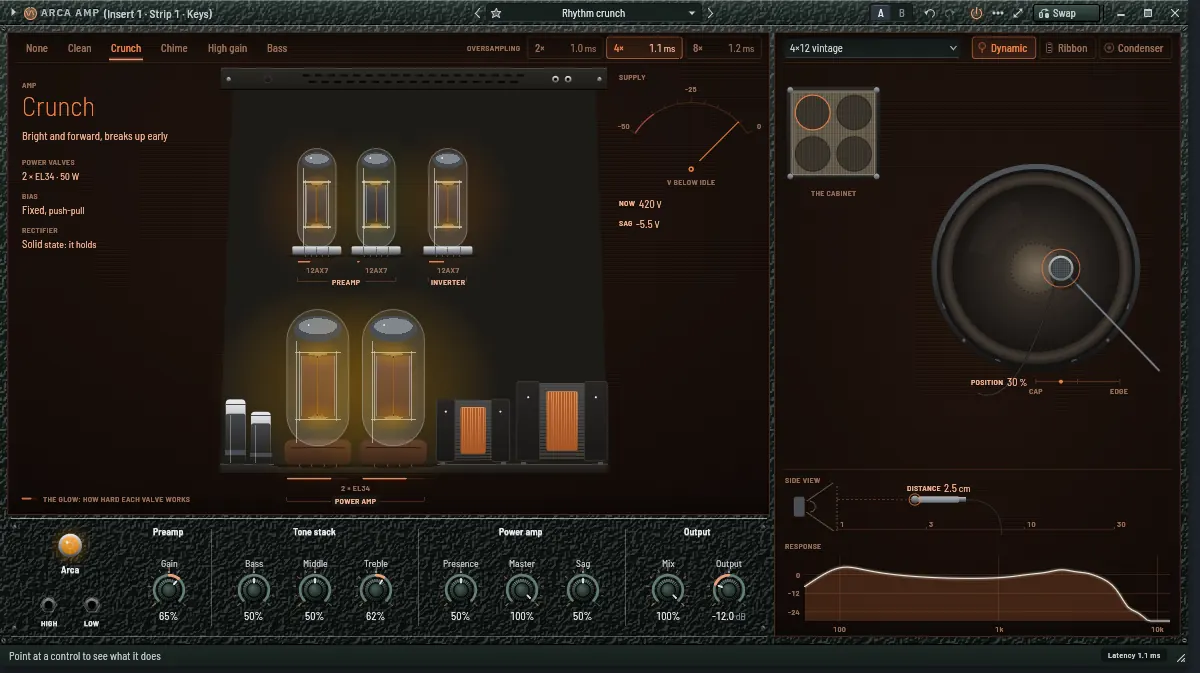 ARCA AMP (Insert 1 · Strip 1 · Keys)
Rhythm crunch
A B
Swap
None Clean Crunch Chime High gain Bass
OVERSAMPLING 2× 1.0 ms 4× 1.1 ms 8× 1.2 ms
AMP
Crunch
Bright and forward, breaks up early
POWER VALVES
2 × EL34 · 50 W
BIAS
Fixed, push-pull
RECTIFIER
Solid state: it holds
12AX7 12AX7 12AX7
PREAMP INVERTER
2 × EL34
POWER AMP
THE GLOW: HOW HARD EACH VALVE WORKS
SUPPLY
-25
-50 0
V BELOW IDLE
NOW 420 V
SAG -5.5 V
4×12 vintage
Dynamic Ribbon Condenser
THE CABINET
POSITION 30 %
CAP EDGE
SIDE VIEW
DISTANCE 2.5 cm
1 3 10 30
RESPONSE
0
-12
-24
100 1k 10k
Arca
HIGH LOW
Preamp Tone stack Power amp Output
Gain Bass Middle Treble Presence Master Sag Mix Output
65% 50% 50% 62% 50% 100% 50% 100% -12.0 dB
Point at a control to see what it does
Latency 1.1 ms